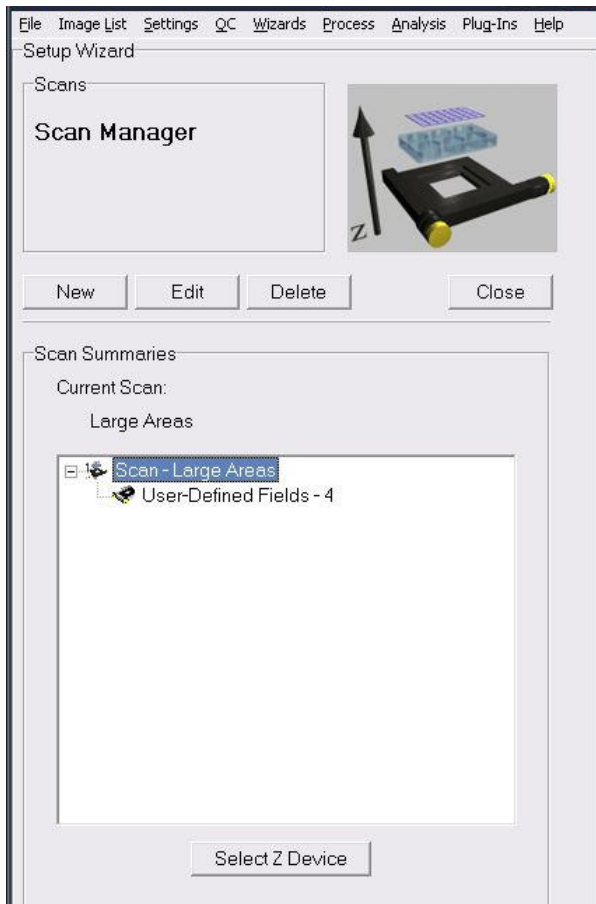 File Image List Settings QC Wizards Process Analysis Plug-Ins Help
Setup Wizard
Scans
Scan Manager
Z
New Edit Delete Close
Scan Summaries
Current Scan:
Large Areas
Scan - Large Areas
User-Defined Fields - 4
Select Z Device